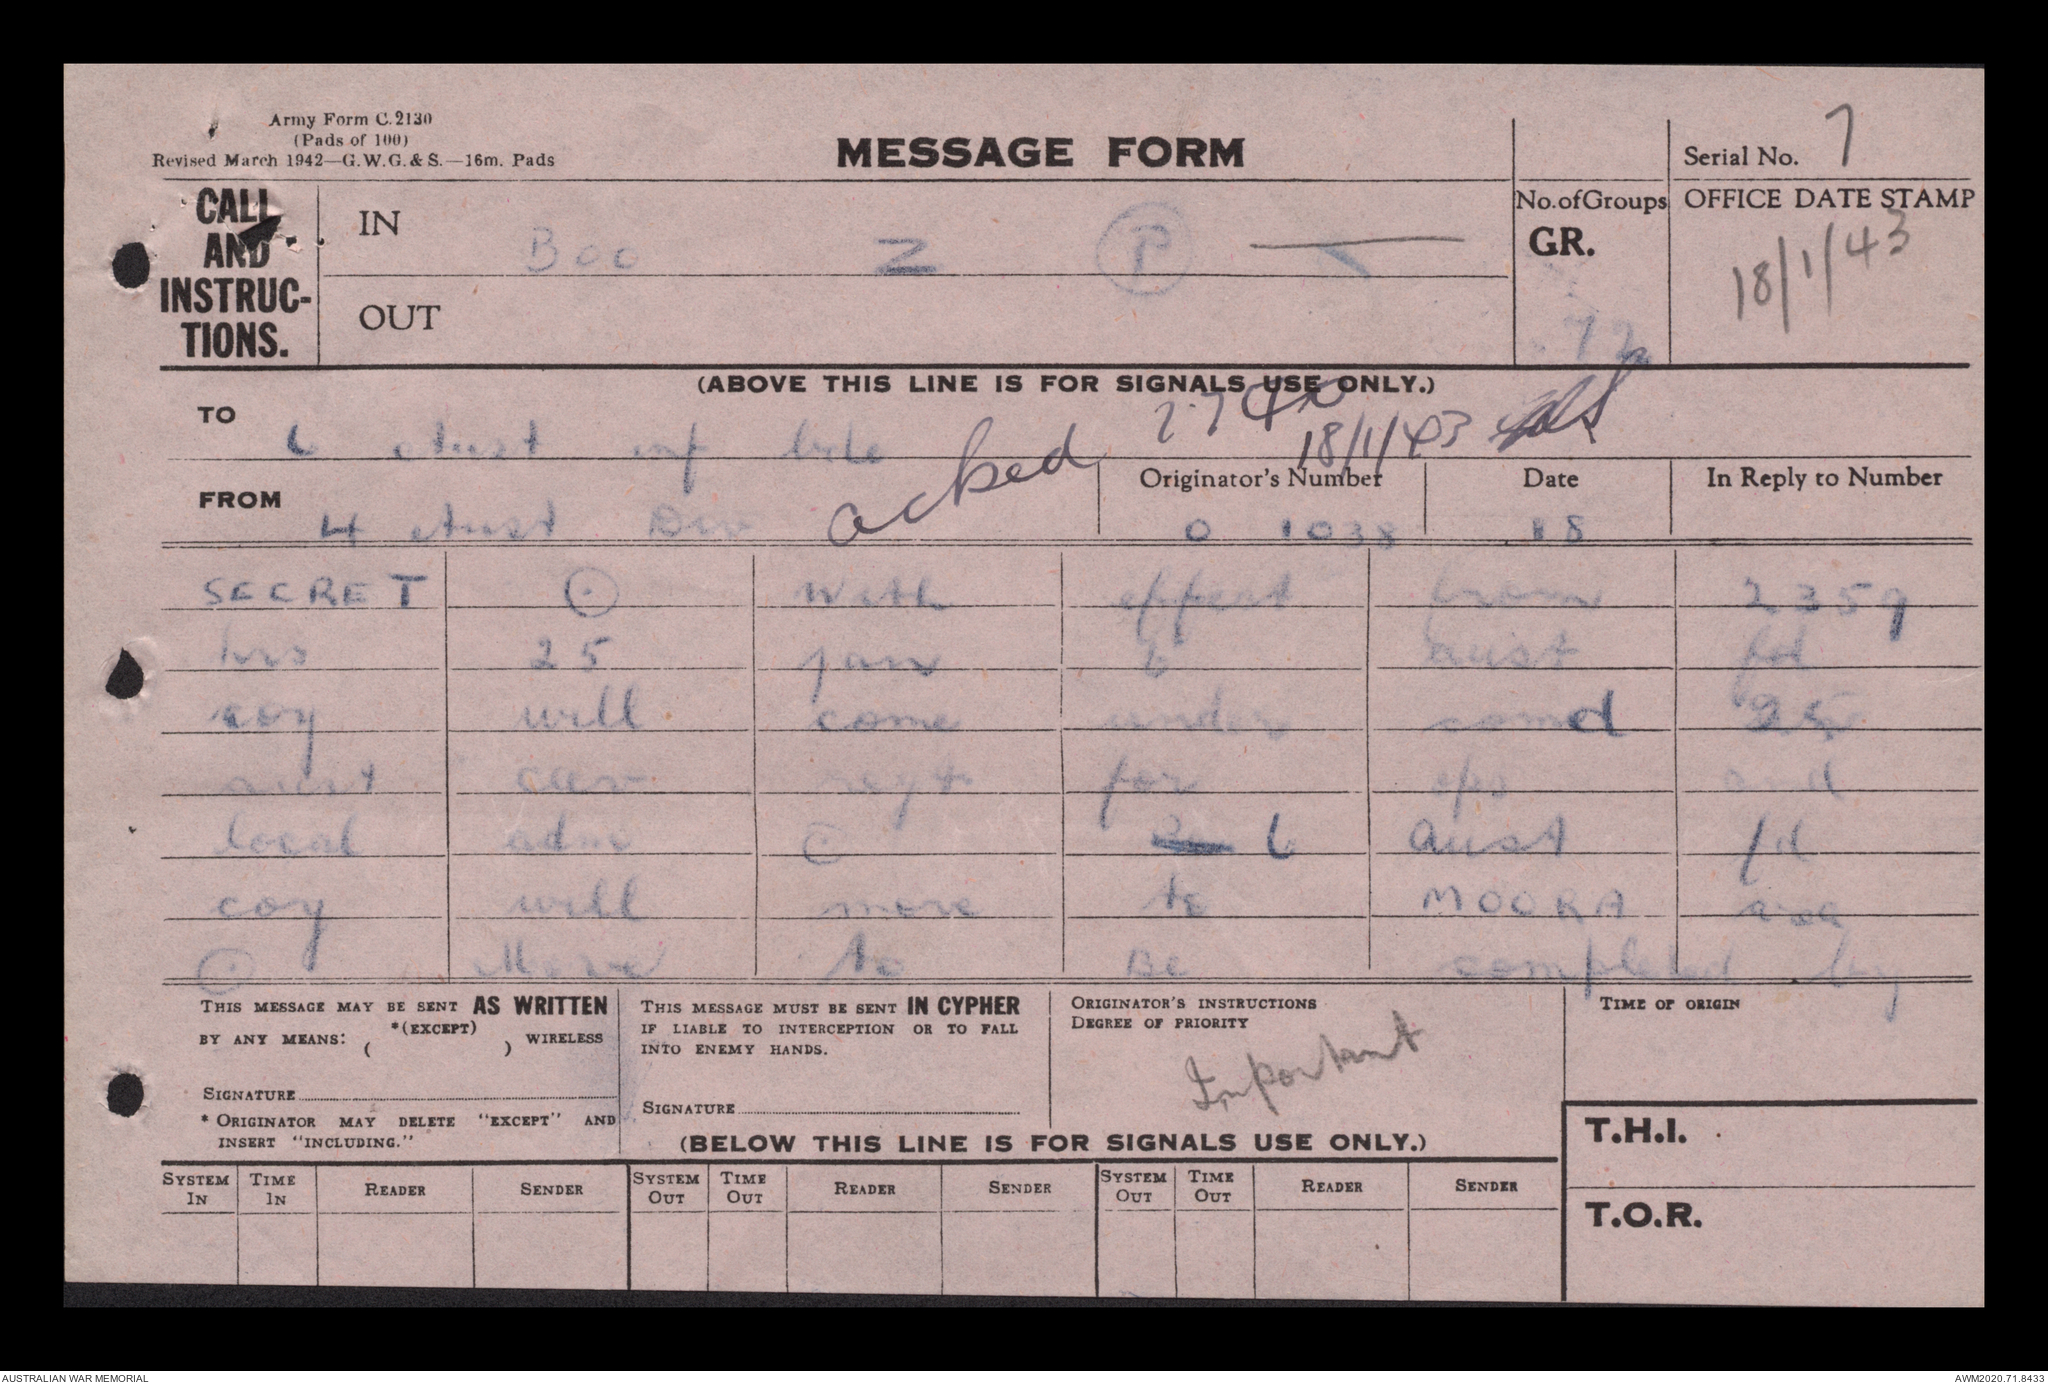 Army Form C.2130
(Pads of 100)
Revised March 1942—G.W.G.& S.—16m. Pads
MESSAGE FORM
Serial No. 7
CALL AND INSTRUCTIONS.
IN Boo Z P
OUT
No. of Groups GR. 72
OFFICE DATE STAMP
18/1/43
(ABOVE THIS LINE IS FOR SIGNALS USE ONLY.)
TO 6 Aust inf bde
acked 18/1/43
FROM 4 Aust Div
Originator's Number 0 1038
Date 18
In Reply to Number
SECRET ⊙ With effect from 2359
hrs 25 jan 6 aust fd
coy will come under comd 25
aust cav regt for ops and
local adm ⊙ 6 aust fd
coy will move to MOORA
⊙ Move to Be completed by
THIS MESSAGE MAY BE SENT AS WRITTEN
BY ANY MEANS: *(EXCEPT) ( ) WIRELESS
SIGNATURE
* ORIGINATOR MAY DELETE "EXCEPT" AND
INSERT "INCLUDING."
THIS MESSAGE MUST BE SENT IN CYPHER
IF LIABLE TO INTERCEPTION OR TO FALL
INTO ENEMY HANDS.
SIGNATURE
ORIGINATOR'S INSTRUCTIONS
DEGREE OF PRIORITY
Important
TIME OF ORIGIN
(BELOW THIS LINE IS FOR SIGNALS USE ONLY.)
T.H.I.
T.O.R.
SYSTEM IN TIME IN READER SENDER SYSTEM OUT TIME OUT READER SENDER SYSTEM OUT TIME OUT READER SENDER
AUSTRALIAN WAR MEMORIAL
AWM2020.71.8433